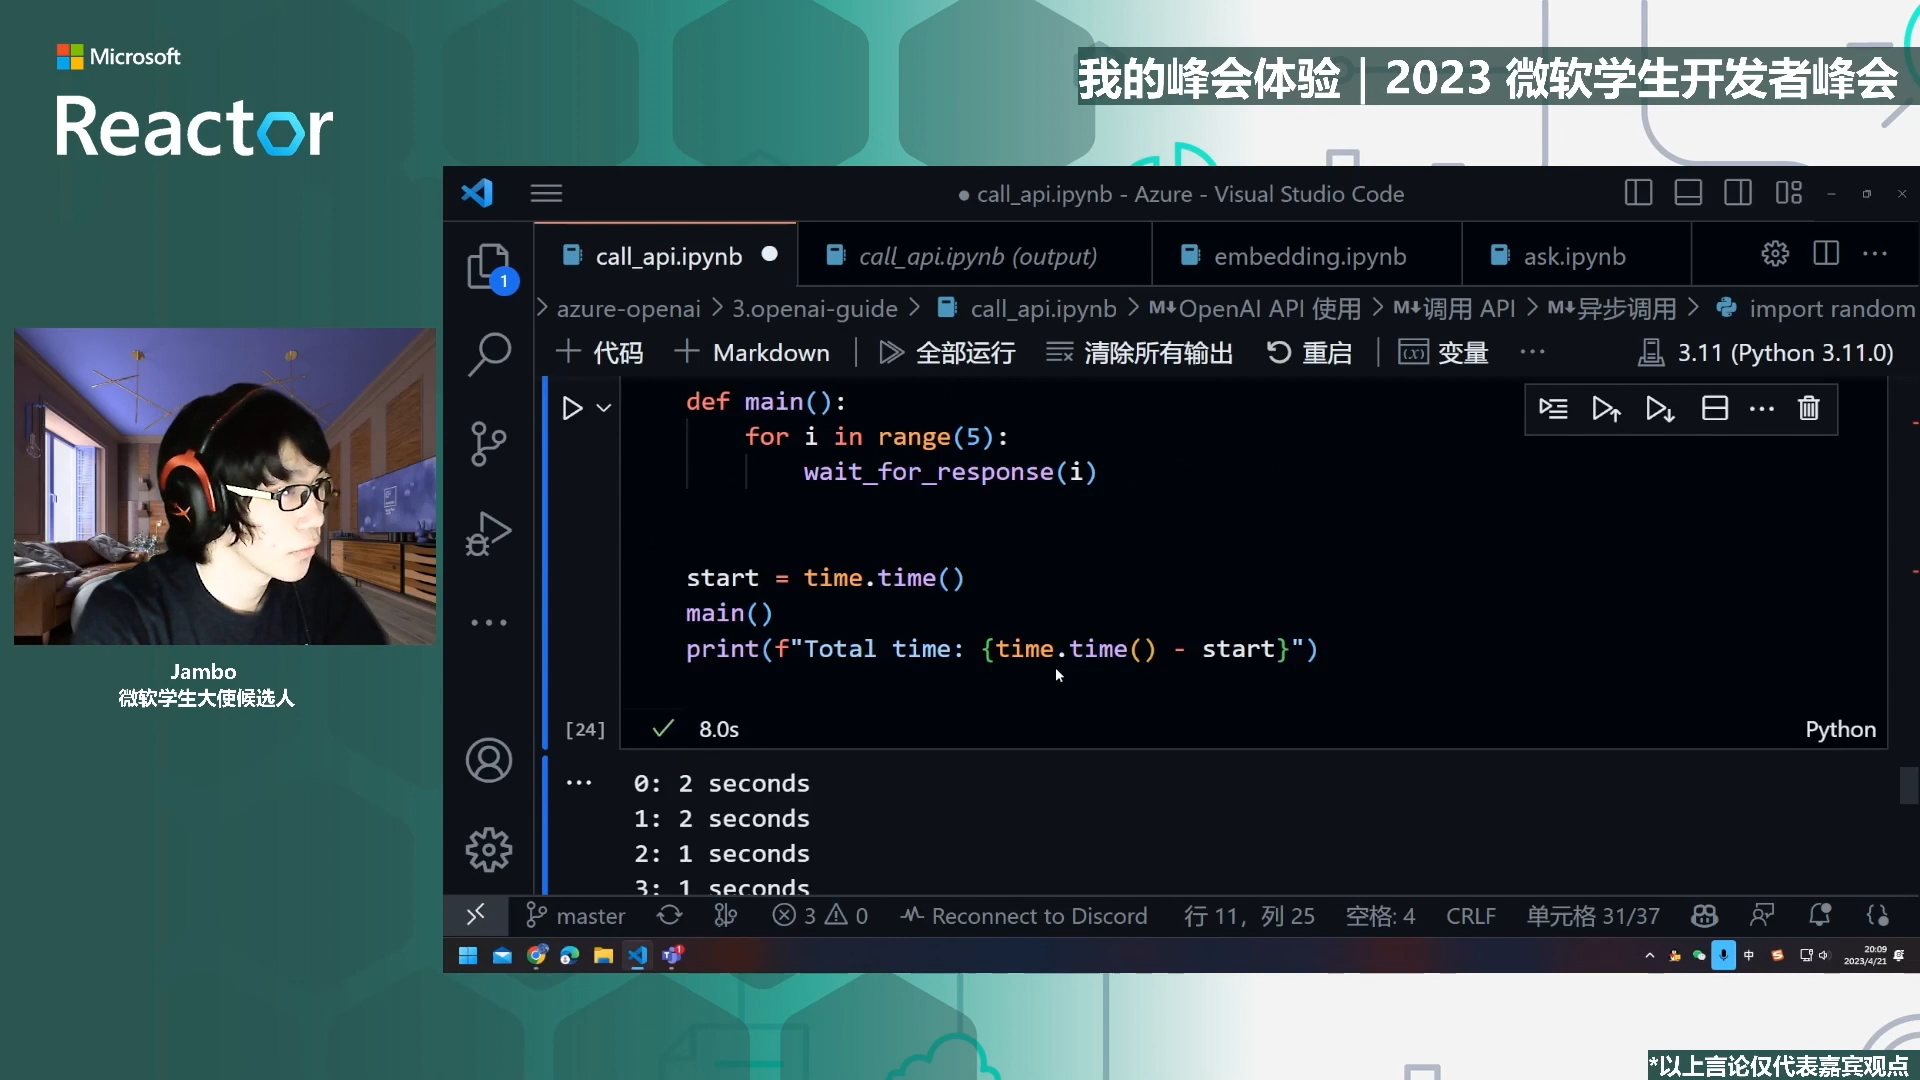 Microsoft
Reactor
我的峰会体验｜2023 微软学生开发者峰会
call_api.ipynb - Azure - Visual Studio Code
call_api.ipynb
call_api.ipynb (output)
embedding.ipynb
ask.ipynb
1
azure-openai > 3.openai-guide > call_api.ipynb > M↓OpenAI API 使用 > M↓调用 API > M↓异步调用 > import random
代码
Markdown
全部运行
清除所有输出
重启
变量
3.11 (Python 3.11.0)
def main():
for i in range(5):
wait_for_response(i)
start = time.time()
main()
print(f"Total time: {time.time() - start}")
[24]
8.0s
Python
0: 2 seconds
1: 2 seconds
2: 1 seconds
3: 1 seconds
Jambo
微软学生大使候选人
master
3
0
Reconnect to Discord
行 11，列 25
空格: 4
CRLF
单元格 31/37
中
20:09
2023/4/21
*以上言论仅代表嘉宾观点